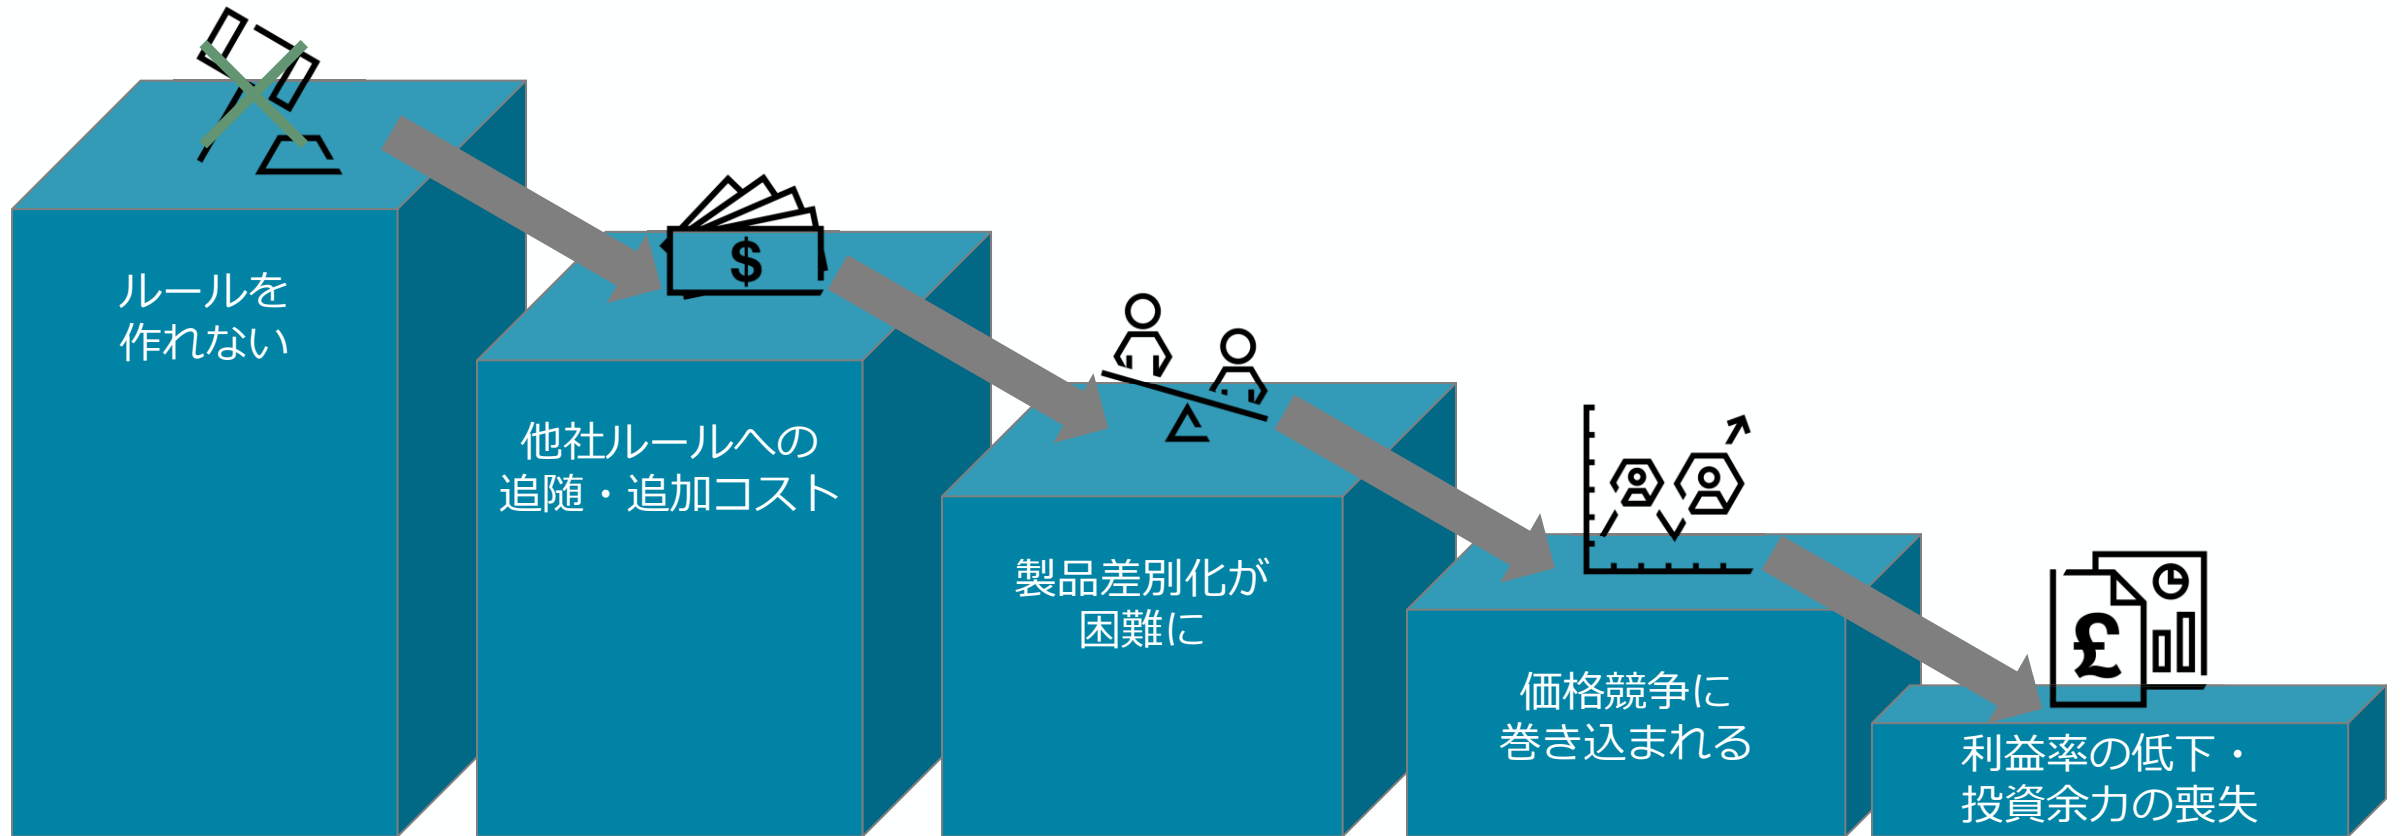 ルールを
作れない
$
他社ルールへの
追随・追加コスト
製品差別化が
困難に
価格競争に
巻き込まれる
£
利益率の低下・
投資余力の喪失